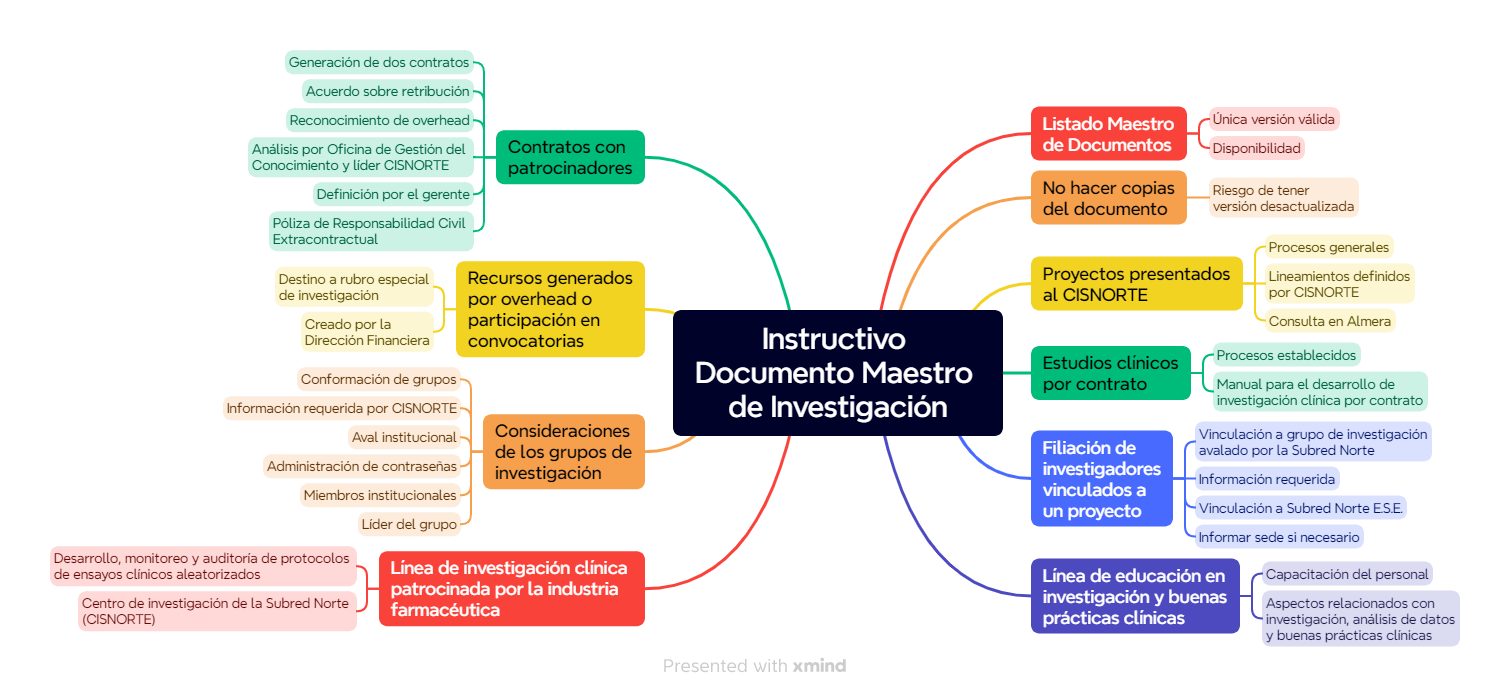 Instructivo
Documento Maestro
de Investigación
Listado Maestro
de Documentos
Única versión válida
Disponibilidad
No hacer copias
del documento
Riesgo de tener
versión desactualizada
Proyectos presentados
al CISNORTE
Procesos generales
Lineamientos definidos
por CISNORTE
Consulta en Almera
Estudios clínicos
por contrato
Procesos establecidos
Manual para el desarrollo de
investigación clínica por contrato
Filiación de
investigadores
vinculados a
un proyecto
Vinculación a grupo de investigación
avalado por la Subred Norte
Información requerida
Vinculación a Subred Norte E.S.E.
Informar sede si necesario
Línea de educación en
investigación y buenas
prácticas clínicas
Capacitación del personal
Aspectos relacionados con
investigación, análisis de datos
y buenas prácticas clínicas
Contratos con
patrocinadores
Generación de dos contratos
Acuerdo sobre retribución
Reconocimiento de overhead
Análisis por Oficina de Gestión del
Conocimiento y líder CISNORTE
Definición por el gerente
Póliza de Responsabilidad Civil
Extracontractual
Recursos generados
por overhead o
participación en
convocatorias
Destino a rubro especial
de investigación
Creado por la
Dirección Financiera
Consideraciones
de los grupos de
investigación
Conformación de grupos
Información requerida por CISNORTE
Aval institucional
Administración de contraseñas
Miembros institucionales
Líder del grupo
Línea de investigación clínica
patrocinada por la industria
farmacéutica
Desarrollo, monitoreo y auditoría de protocolos
de ensayos clínicos aleatorizados
Centro de investigación de la Subred Norte
(CISNORTE)
Presented with xmind